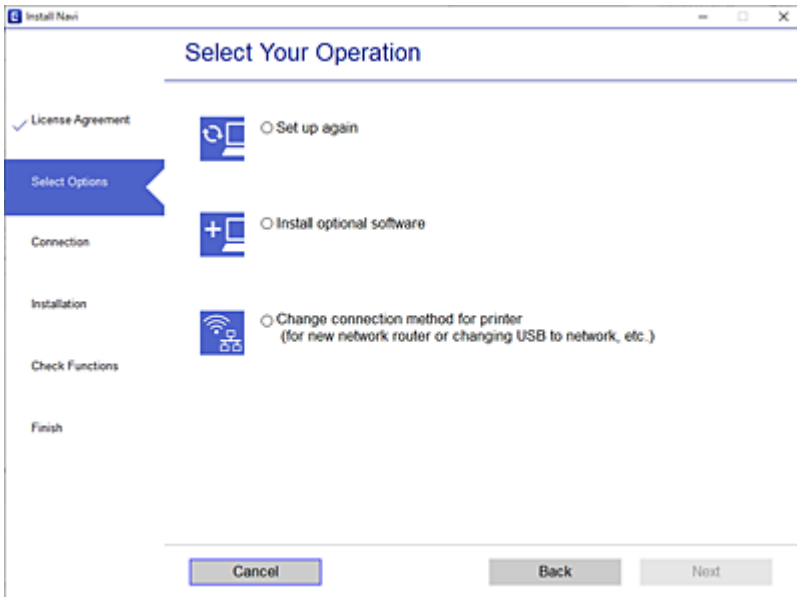 Install Navi
Select Your Operation
License Agreement
Select Options
Connection
Installation
Check Functions
Finish
Set up again
Install optional software
Change connection method for printer
(for new network router or changing USB to network, etc.)
Cancel
Back
Next